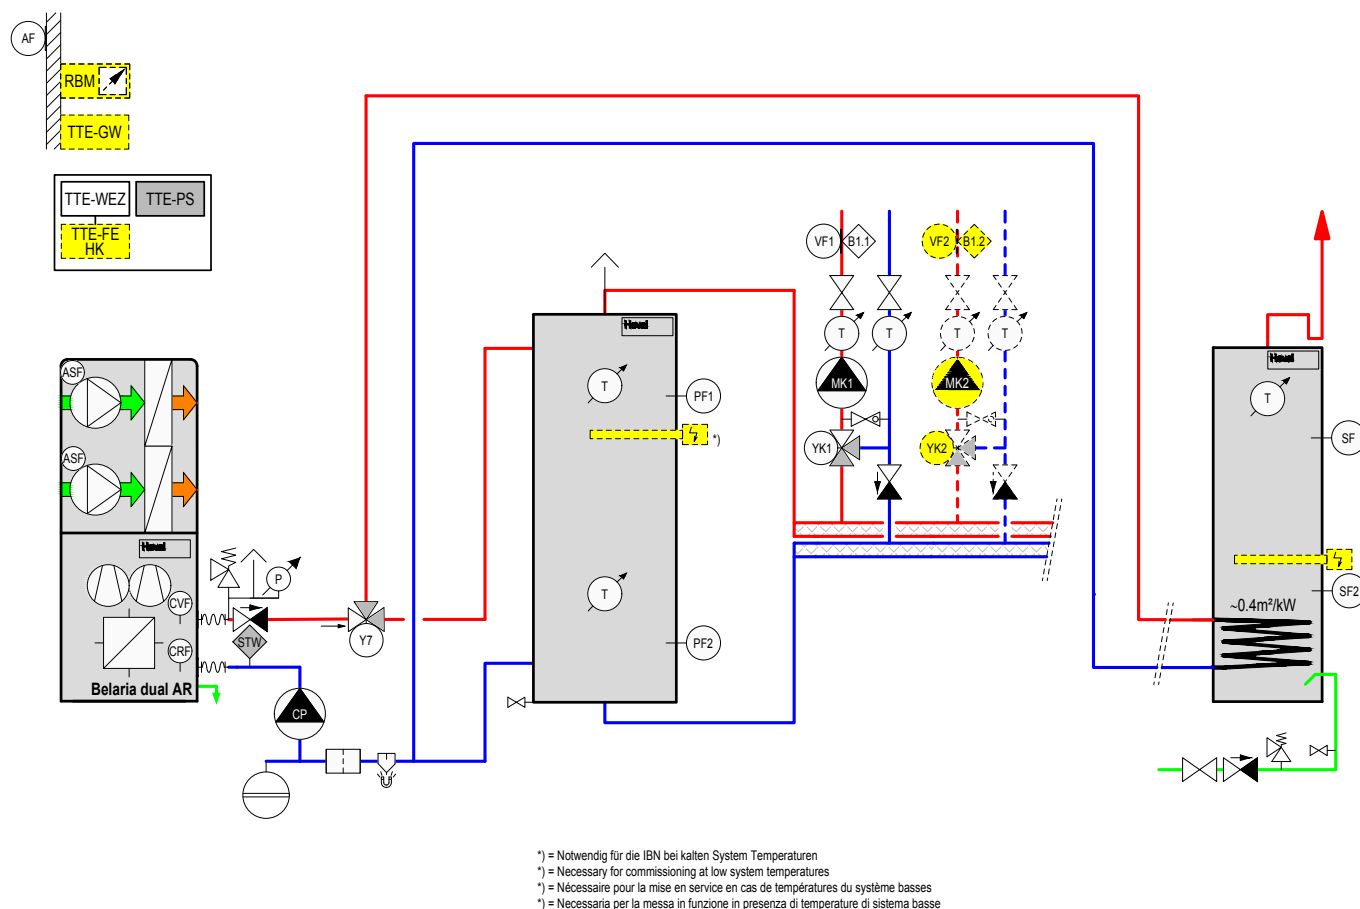 AF
RBM
TTE-GW
TTE-WEZ
TTE-PS
TTE-FE
HK
VF1
B1.1
VF2
B1.2
T
T
T
T
MK1
MK2
YK1
YK2
Hoval
T
PF1
*)
T
PF2
Hoval
T
SF
SF2
~0.4m²/kW
ASF
ASF
Hoval
CVF
CRF
Belaria dual AR
P
STW
Y7
CP
*) = Notwendig für die IBN bei kalten System Temperaturen
*) = Necessary for commissioning at low system temperatures
*) = Nécessaire pour la mise en service en cas de températures du système basses
*) = Necessaria per la messa in funzione in presenza di temperature di sistema basse